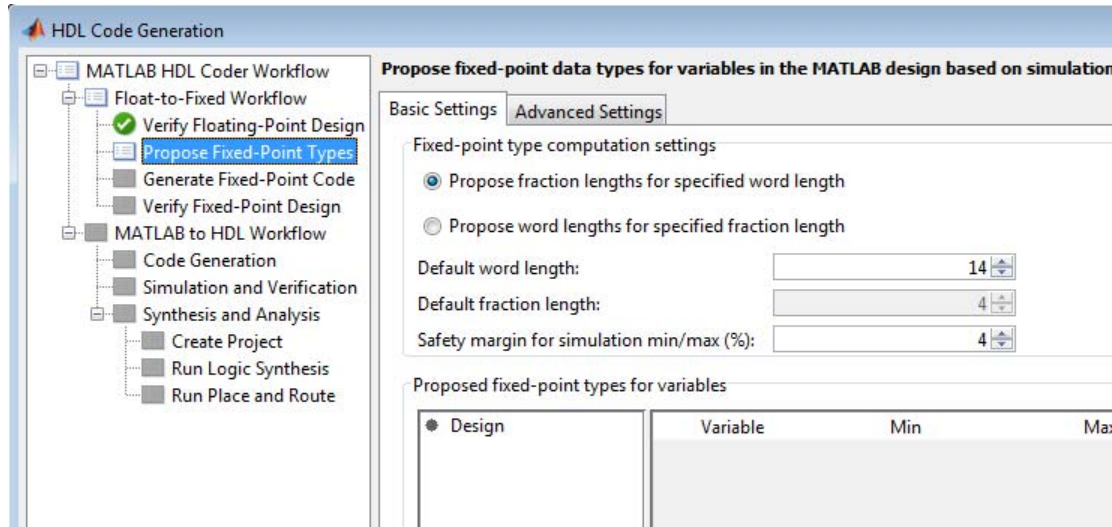 HDL Code Generation
MATLAB HDL Coder Workflow
Float-to-Fixed Workflow
Verify Floating-Point Design
Propose Fixed-Point Types
Generate Fixed-Point Code
Verify Fixed-Point Design
MATLAB to HDL Workflow
Code Generation
Simulation and Verification
Synthesis and Analysis
Create Project
Run Logic Synthesis
Run Place and Route
Propose fixed-point data types for variables in the MATLAB design based on simulation
Basic Settings Advanced Settings
Fixed-point type computation settings
Propose fraction lengths for specified word length
Propose word lengths for specified fraction length
Default word length: 14
Default fraction length: 4
Safety margin for simulation min/max (%): 4
Proposed fixed-point types for variables
Design
Variable Min Max